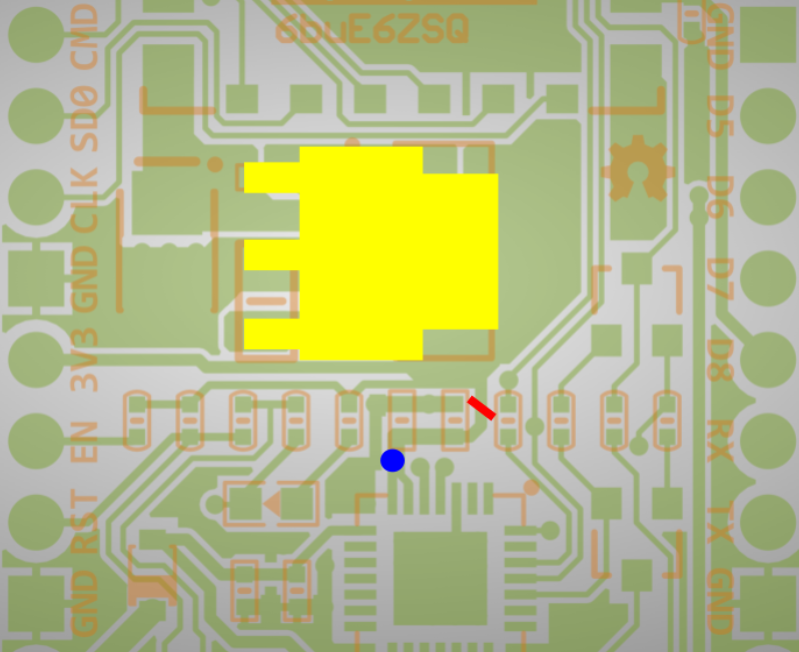 6buE6ZSQ
CMD
SD0
CLK
GND
3V3
EN
RST
GND
GND
D5
D6
D7
D8
RX
TX
GND